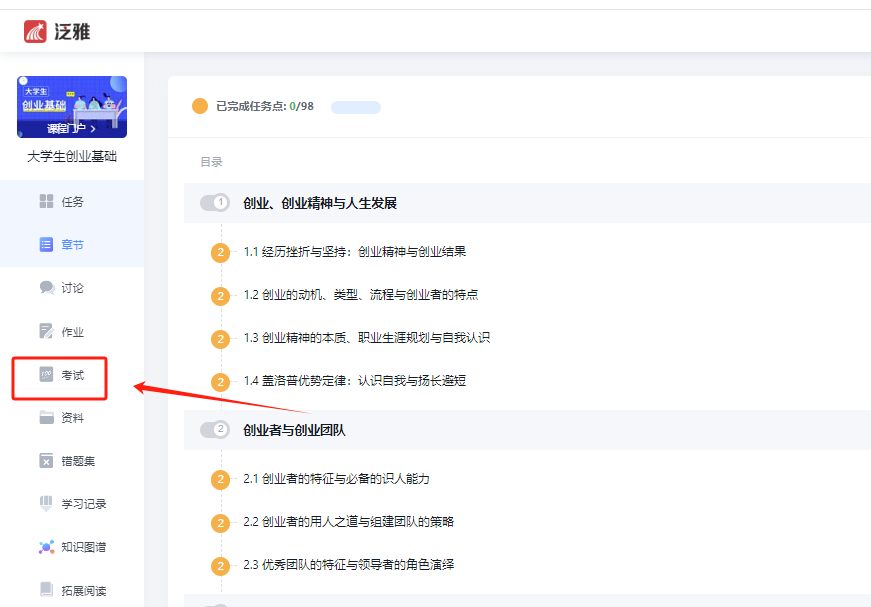 泛雅
大学生
创业基础
课程门户 >
大学生创业基础
任务
章节
讨论
作业
考试
资料
错题集
学习记录
知识图谱
拓展阅读
已完成任务点: 0/98
目录
1 创业、创业精神与人生发展
2 1.1 经历挫折与坚持：创业精神与创业结果
2 1.2 创业的动机、类型、流程与创业者的特点
2 1.3 创业精神的本质、职业生涯规划与自我认识
2 1.4 盖洛普优势定律：认识自我与扬长避短
2 创业者与创业团队
2 2.1 创业者的特征与必备的识人能力
2 2.2 创业者的用人之道与组建团队的策略
2 2.3 优秀团队的特征与领导者的角色演绎